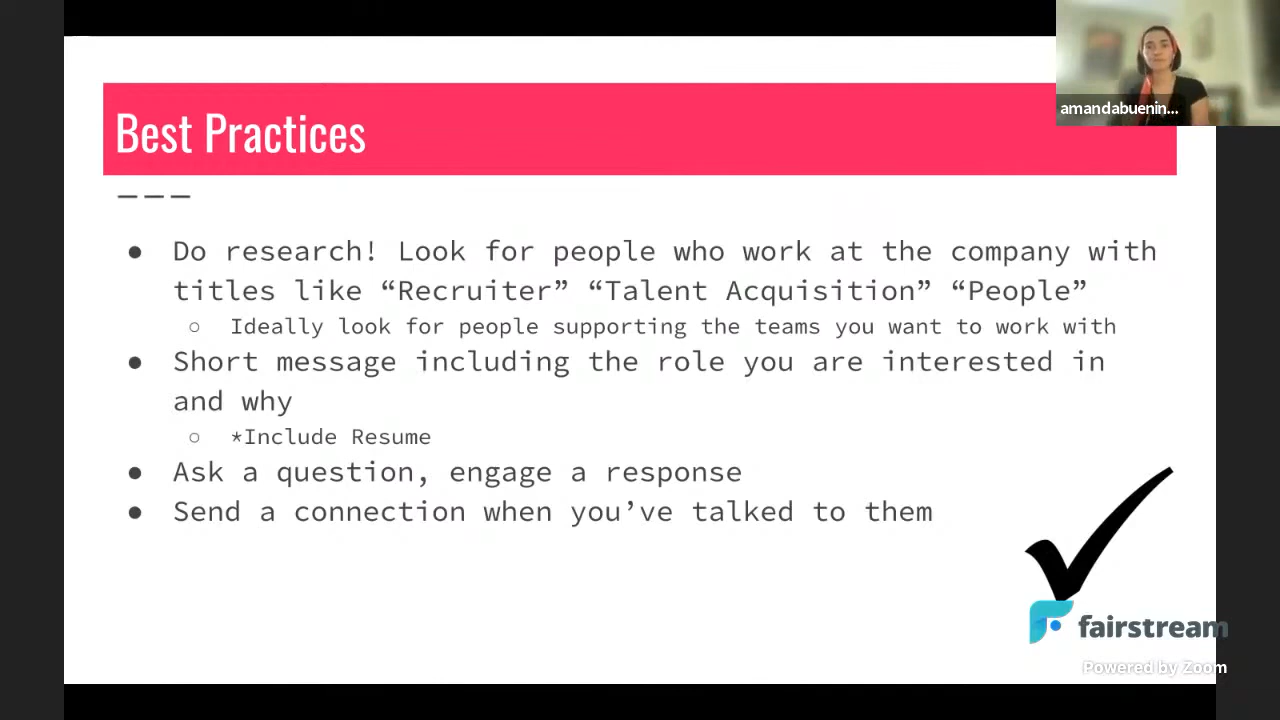 Best Practices
amandabuenin...
● Do research! Look for people who work at the company with
titles like “Recruiter” “Talent Acquisition” “People”
○ Ideally look for people supporting the teams you want to work with
● Short message including the role you are interested in
and why
○ *Include Resume
● Ask a question, engage a response
● Send a connection when you’ve talked to them
fairstream
Powered by Zoom